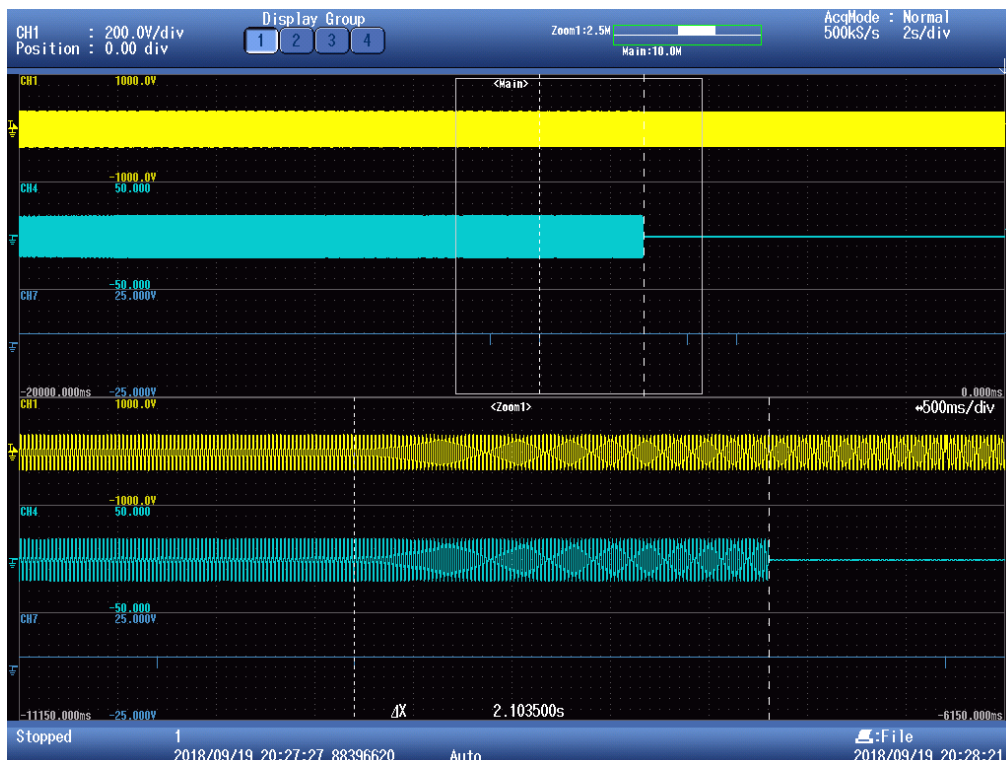 CH1 : 200.0V/div
Position : 0.00 div
Display Group
1 2 3 4
Zoom1:2.5M
Main:10.0M
AcqMode : Normal
500kS/s 2s/div
CH1 1000.0V
<Main>
-1000.0V
CH4 50.000
-50.000
CH7 25.000V
-20000.000ms -25.000V 0.000ms
CH1 1000.0V
<Zoom1>
500ms/div
-1000.0V
CH4 50.000
-50.000
CH7 25.000V
ΔX 2.103500s
-11150.000ms -25.000V -6150.000ms
Stopped 1
2018/09/19 20:27:27.88396620 Auto
:File
2018/09/19 20:28:21